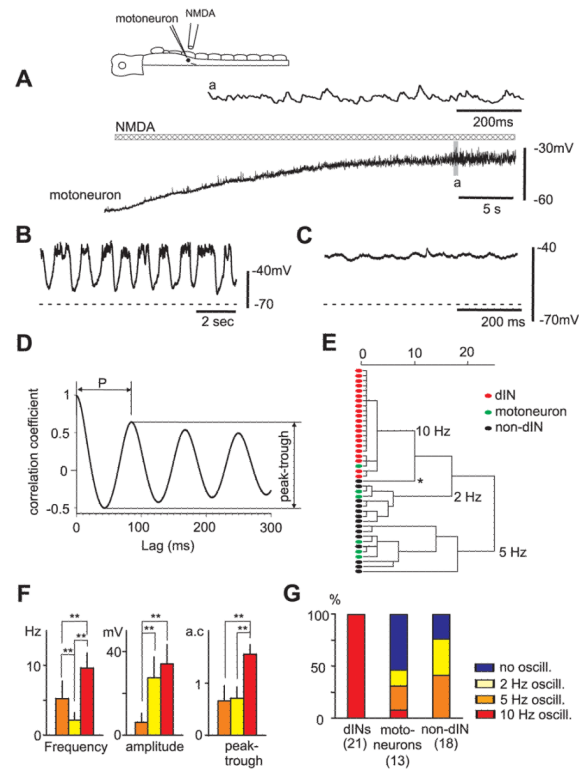 motoneuron NMDA
A
a
200ms
NMDA
-30mV
motoneuron
a
-60
5 s
B
C
-40mV
-40
-70
2 sec
200 ms
-70mV
D
E
0 10 20
P
1
0.5
0
-0.5
correlation coefficient
peak-trough
0 100 200 300
Lag (ms)
dIN
motoneuron
non-dIN
10 Hz
*
2 Hz
5 Hz
F
G
Hz
10
0
** ** **
Frequency
mV
40
0
** **
amplitude
a.c
1
0
** **
peak-
trough
%
100
50
0
dINs
(21)
moto-
neurons
(13)
non-dIN
(18)
no oscill.
2 Hz oscill.
5 Hz oscill.
10 Hz oscill.